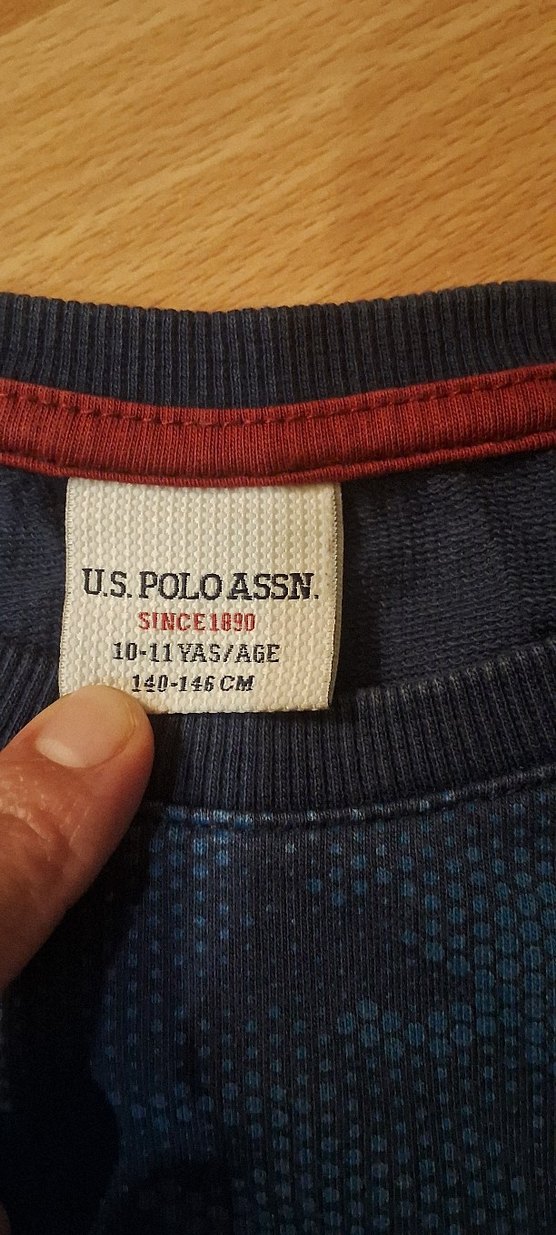 U.S. POLO ASSN.
SINCE 1890
10-11 YAS/AGE
140-146 CM